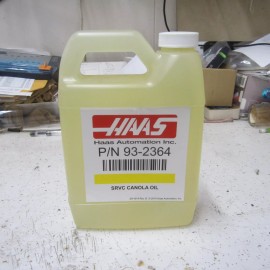 HAAS
Haas Automation Inc.
P/N 93-2364
SRVC CANOLA OIL